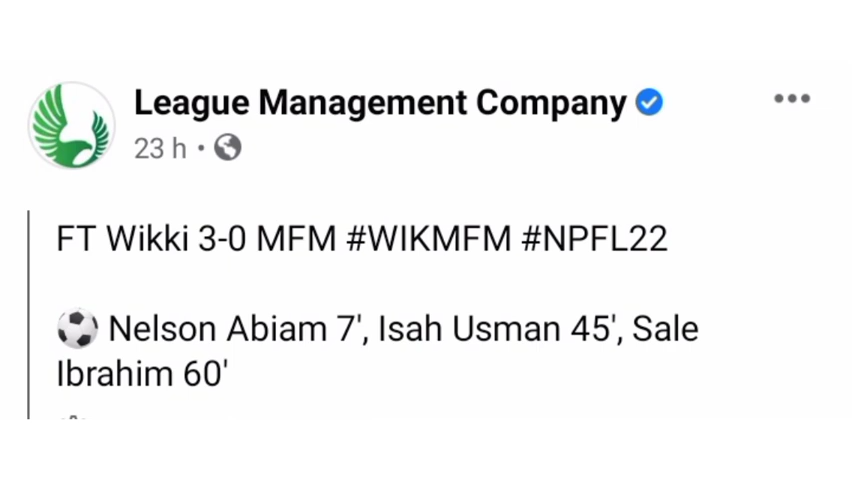 League Management Company
23 h •
FT Wikki 3-0 MFM #WIKMFM #NPFL22
⚽ Nelson Abiam 7', Isah Usman 45', Sale
Ibrahim 60'